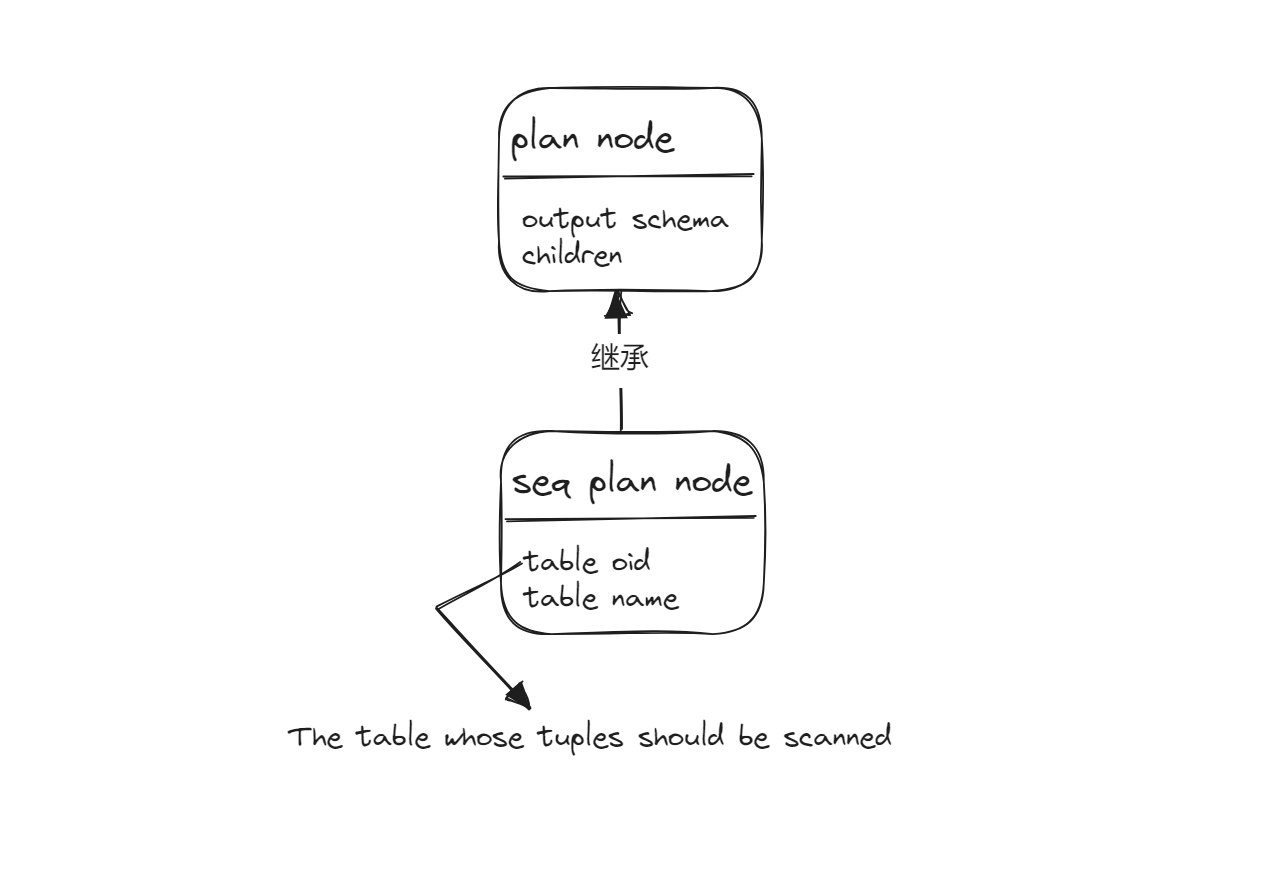 plan node
output schema
children
继承
seq plan node
table oid
table name
The table whose tuples should be scanned